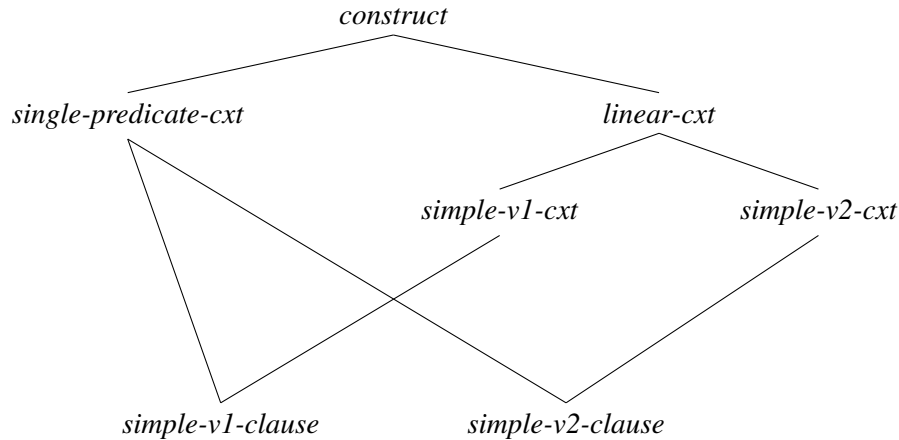 construct
single-predicate-cxt linear-cxt
simple-v1-cxt simple-v2-cxt
simple-v1-clause simple-v2-clause